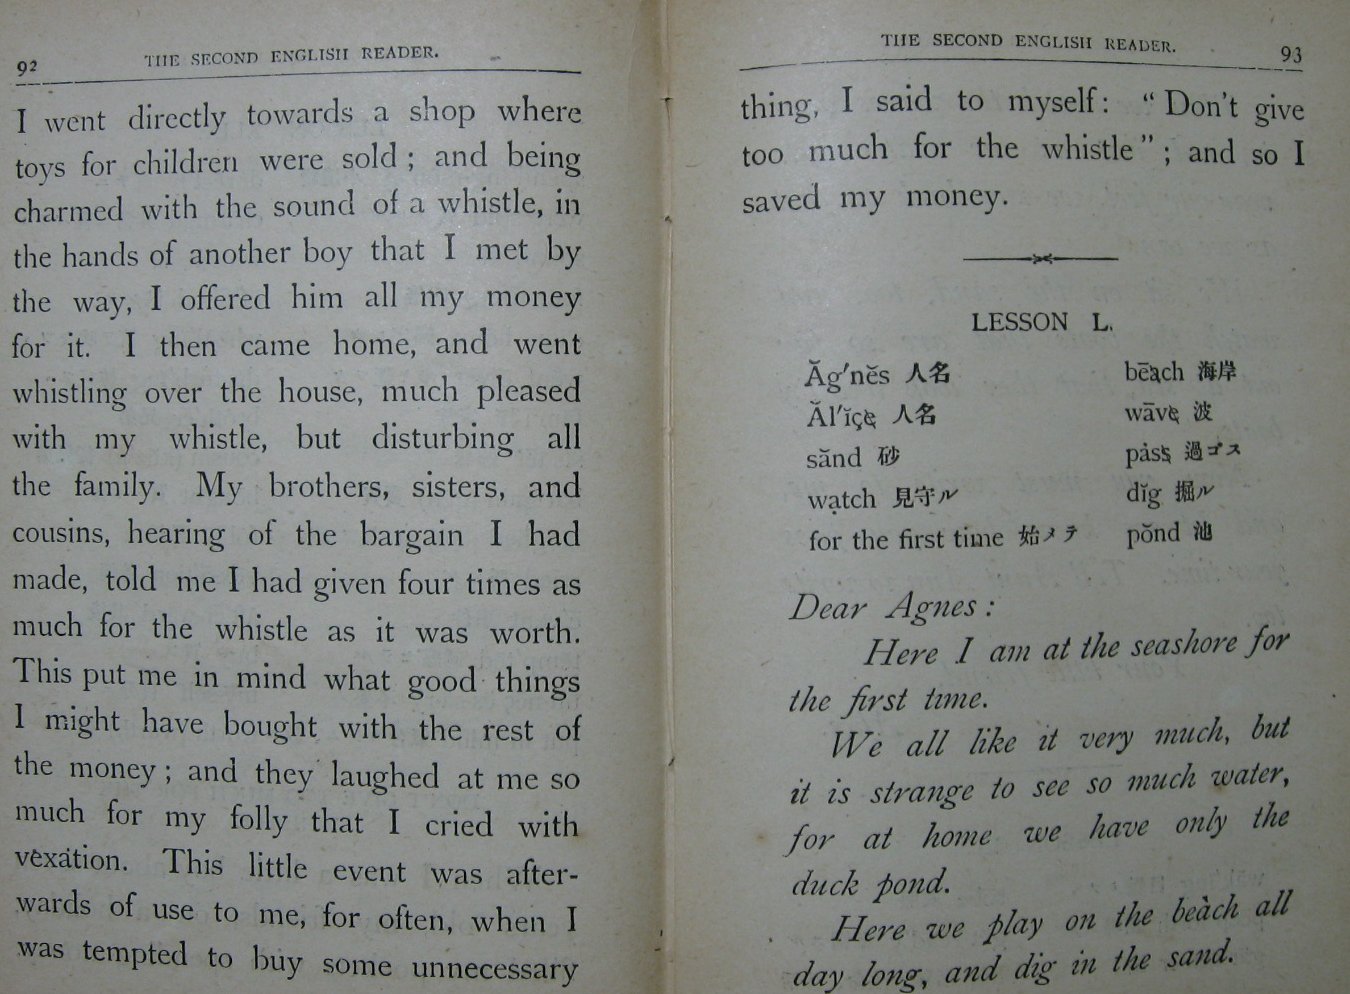 92
THE SECOND ENGLISH READER.
I went directly towards a shop where
toys for children were sold; and being
charmed with the sound of a whistle, in
the hands of another boy that I met by
the way, I offered him all my money
for it. I then came home, and went
whistling over the house, much pleased
with my whistle, but disturbing all
the family. My brothers, sisters, and
cousins, hearing of the bargain I had
made, told me I had given four times as
much for the whistle as it was worth.
This put me in mind what good things
I might have bought with the rest of
the money; and they laughed at me so
much for my folly that I cried with
vexation. This little event was after-
wards of use to me, for often, when I
was tempted to buy some unnecessary
THE SECOND ENGLISH READER.
93
thing, I said to myself: "Don't give
too much for the whistle"; and so I
saved my money.
LESSON L.
Ăg′nĕs 人名 bēach 海岸
Ăl′ĭçe 人名 wāve 波
sănd 砂 pȧss 過ゴス
wạtch 見守ル dĭg 掘ル
for the first time 始メテ pŏnd 池
Dear Agnes:
Here I am at the seashore for
the first time.
We all like it very much, but
it is strange to see so much water,
for at home we have only the
duck pond.
Here we play on the beach all
day long, and dig in the sand.